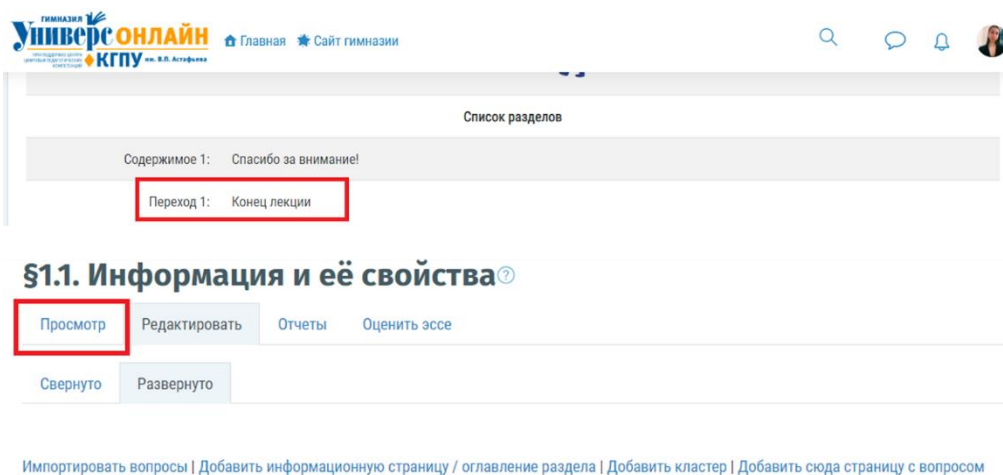 ГИМНАЗИЯ
Универс ОНЛАЙН
КГПУ им. В.П. Астафьева
Главная Сайт гимназии
Список разделов
Содержимое 1: Спасибо за внимание!
Переход 1: Конец лекции
§1.1. Информация и её свойства
Просмотр Редактировать Отчеты Оценить эссе
Свернуто Развернуто
Импортировать вопросы | Добавить информационную страницу / оглавление раздела | Добавить кластер | Добавить сюда страницу с вопросом